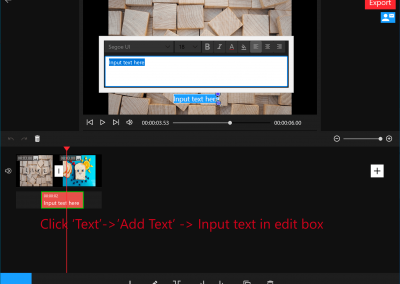 Export
Segoe UI 18 B I A
Input text here
Input text here
00:00:03.53 00:00:06.00
Input text here
Click 'Text'->'Add Text' -> Input text in edit box